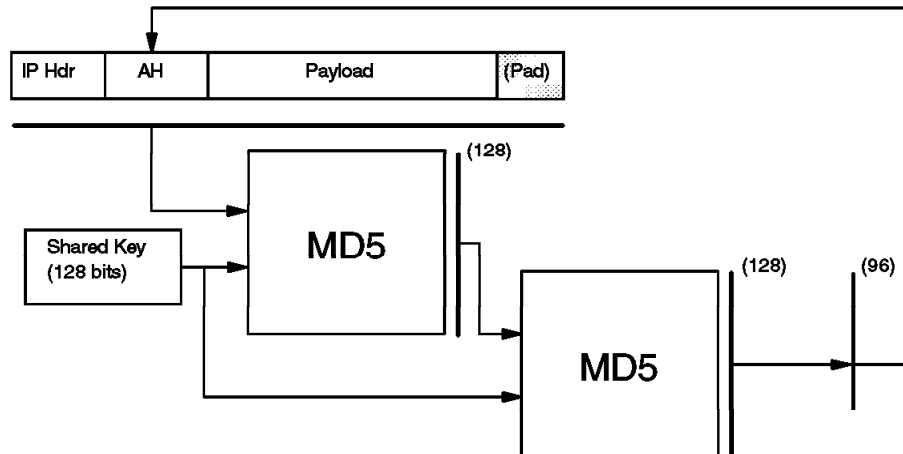 IP Hdr AH Payload (Pad)
(128)
MD5
Shared Key
(128 bits)
(128) (96)
MD5